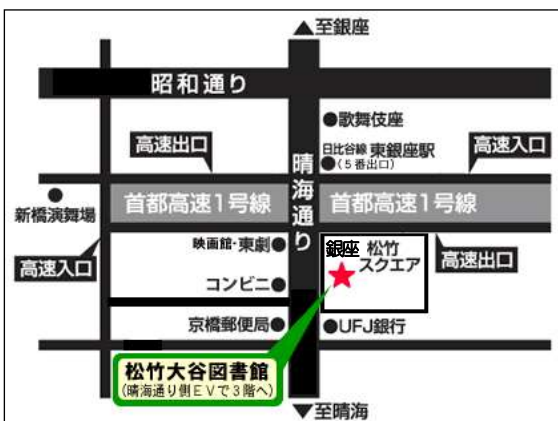 ▲至銀座
昭和通り
●歌舞伎座
高速出口
日比谷線 東銀座駅
●(5番出口)
高速入口
晴海通り
新橋演舞場
首都高速1号線
首都高速1号線
高速入口
映画館・東劇●
銀座 松竹
スクエア
高速出口
コンビニ●
京橋郵便局●
●UFJ銀行
松竹大谷図書館
(晴海通り側EVで3階へ)
▼至晴海